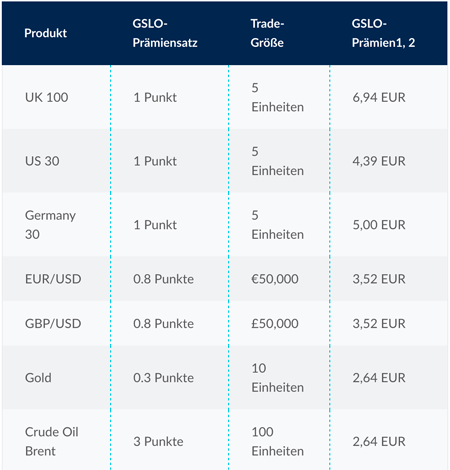 Produkt GSLO-Prämiensatz Trade-Größe GSLO-Prämien1, 2
UK 100 1 Punkt 5 Einheiten 6,94 EUR
US 30 1 Punkt 5 Einheiten 4,39 EUR
Germany 30 1 Punkt 5 Einheiten 5,00 EUR
EUR/USD 0.8 Punkte €50,000 3,52 EUR
GBP/USD 0.8 Punkte £50,000 3,52 EUR
Gold 0.3 Punkte 10 Einheiten 2,64 EUR
Crude Oil Brent 3 Punkte 100 Einheiten 2,64 EUR